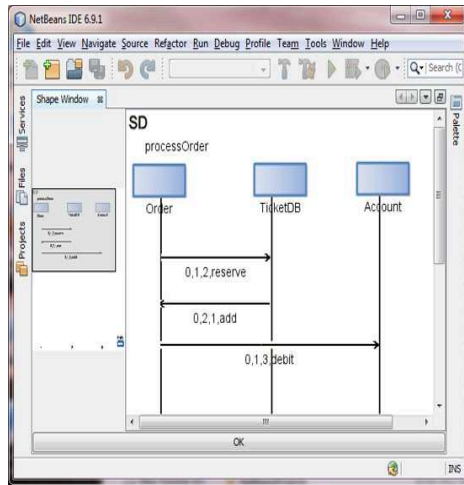 NetBeans IDE 6.9.1
File Edit View Navigate Source Refactor Run Debug Profile Team Tools Window Help
Search (C
Shape Window
Services
Files
Projects
Palette
SD
processOrder
Order TicketDB Account
0,1,2,reserve
0,2,1,add
0,1,3,debit
OK
INS